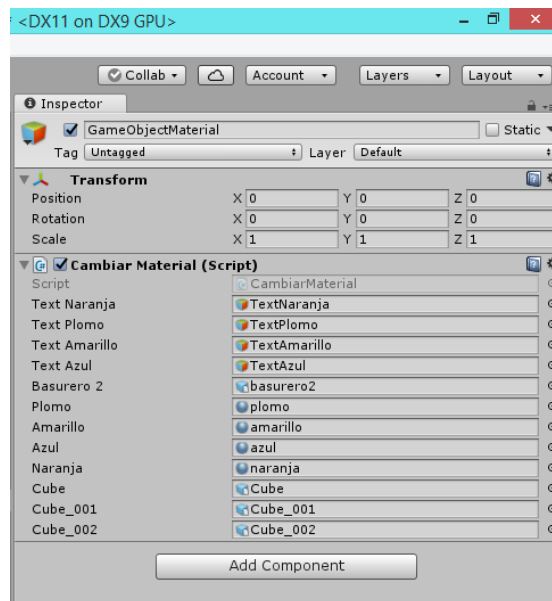 <DX11 on DX9 GPU>
Collab Account Layers Layout
Inspector
GameObjectMaterial Static
Tag Untagged Layer Default
Transform
Position X 0 Y 0 Z 0
Rotation X 0 Y 0 Z 0
Scale X 1 Y 1 Z 1
Cambiar Material (Script)
Script CambiarMaterial
Text Naranja TextNaranja
Text Plomo TextPlomo
Text Amarillo TextAmarillo
Text Azul TextAzul
Basurero 2 basurero2
Plomo plomo
Amarillo amarillo
Azul azul
Naranja naranja
Cube Cube
Cube_001 Cube_001
Cube_002 Cube_002
Add Component